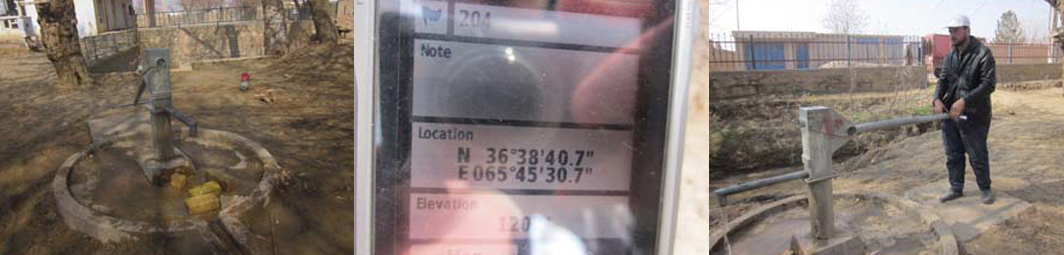 204
Note
Location
N 36°38'40.7"
E 065°45'30.7"
Elevation